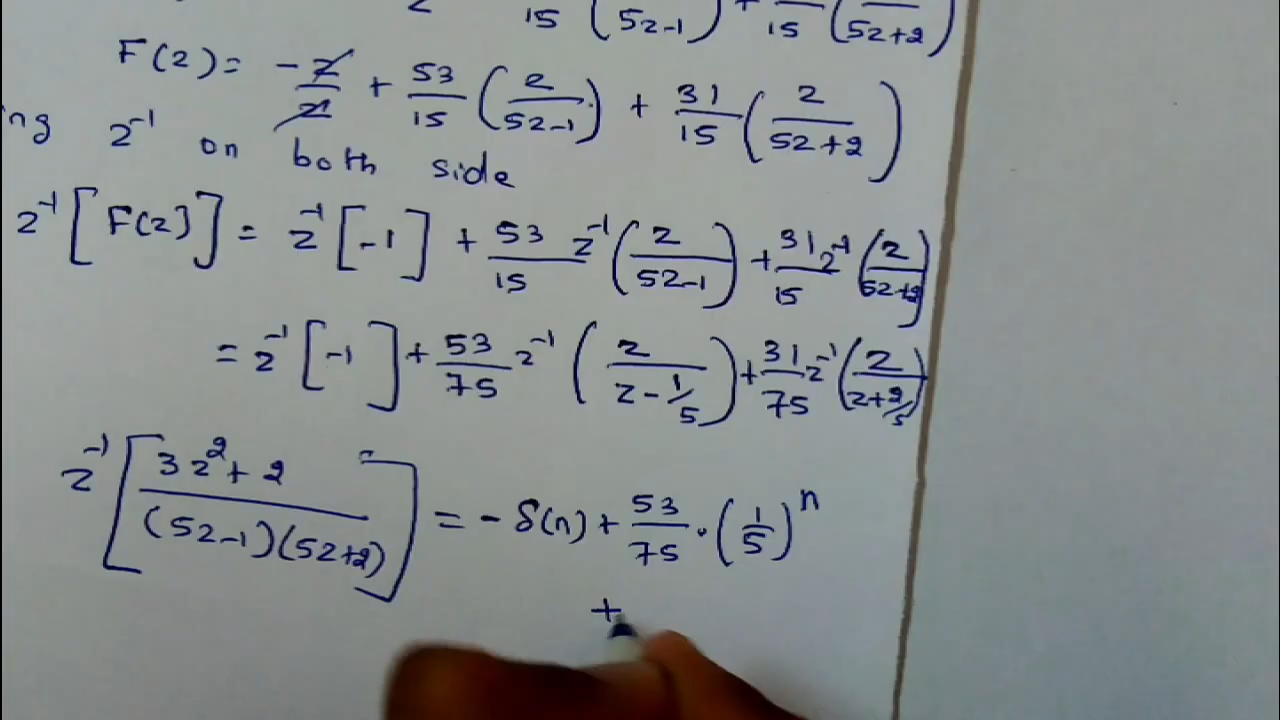 2 15 (5z-1) + 15 (5z+2)
F(z) = -z/z + 53/15 (z/5z-1) + 31/15 (z/5z+2)
ng z⁻¹ on both side
z⁻¹ [F(z)] = z⁻¹ [-1] + 53/15 z⁻¹ (z/5z-1) + 31/15 z⁻¹ (z/5z+2)
= z⁻¹ [-1] + 53/75 z⁻¹ (z/z-1/5) + 31/75 z⁻¹ (z/z+2/5)
z⁻¹ [3z²+2/(5z-1)(5z+2)] = -δ(n) + 53/75 · (1/5)ⁿ
+